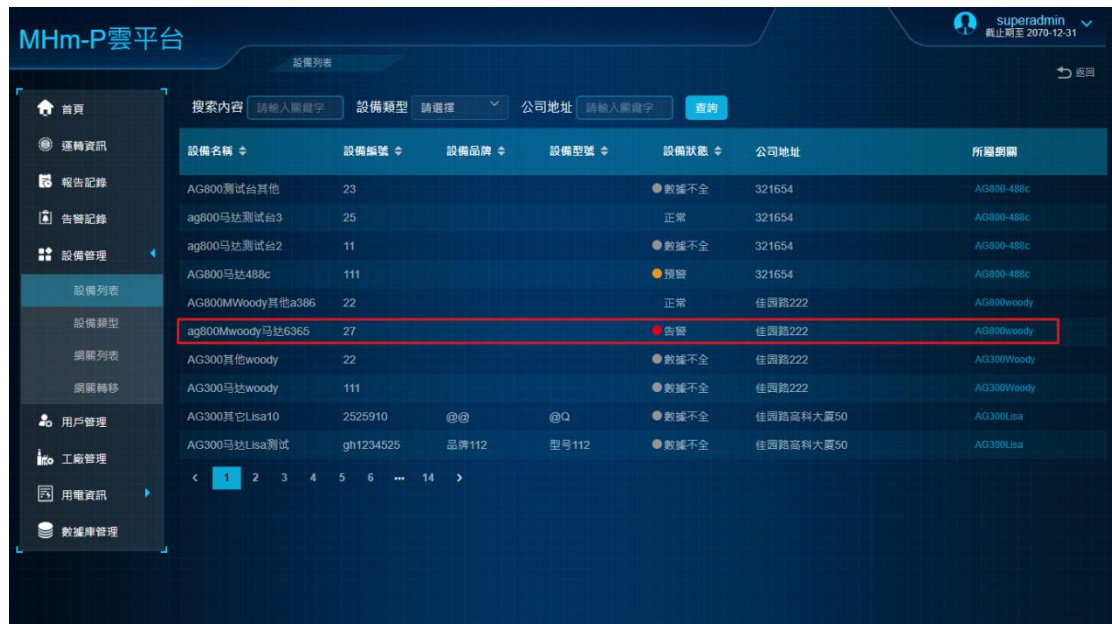 MHm-P雲平台
superadmin
截止期至 2070-12-31
設備列表
返回
首頁
運轉資訊
報告記錄
告警記錄
設備管理
設備列表
設備類型
網關列表
網關轉移
用戶管理
工廠管理
用電資訊
數據庫管理
搜索內容 請輸入關鍵字 設備類型 請選擇 公司地址 請輸入關鍵字 查詢
設備名稱 設備編號 設備品牌 設備型號 設備狀態 公司地址 所屬網關
AG800测试台其他 23 數據不全 321654 AG800-488c
ag800马达测试台3 25 正常 321654 AG800-488c
ag800马达测试台2 11 數據不全 321654 AG800-488c
AG800马达488c 111 預警 321654 AG800-488c
AG800MWoody其他a386 22 正常 佳园路222 AG800woody
ag800Mwoody马达6365 27 告警 佳园路222 AG800woody
AG300其他woody 22 數據不全 佳园路222 AG300Woody
AG300马达woody 111 數據不全 佳园路222 AG300Woody
AG300其它Lisa10 2525910 @@ @Q 數據不全 佳园路高科大厦50 AG300Lisa
AG300马达Lisa测试 gh1234525 品牌112 型号112 數據不全 佳园路高科大厦50 AG300Lisa
< 1 2 3 4 5 6 ••• 14 >